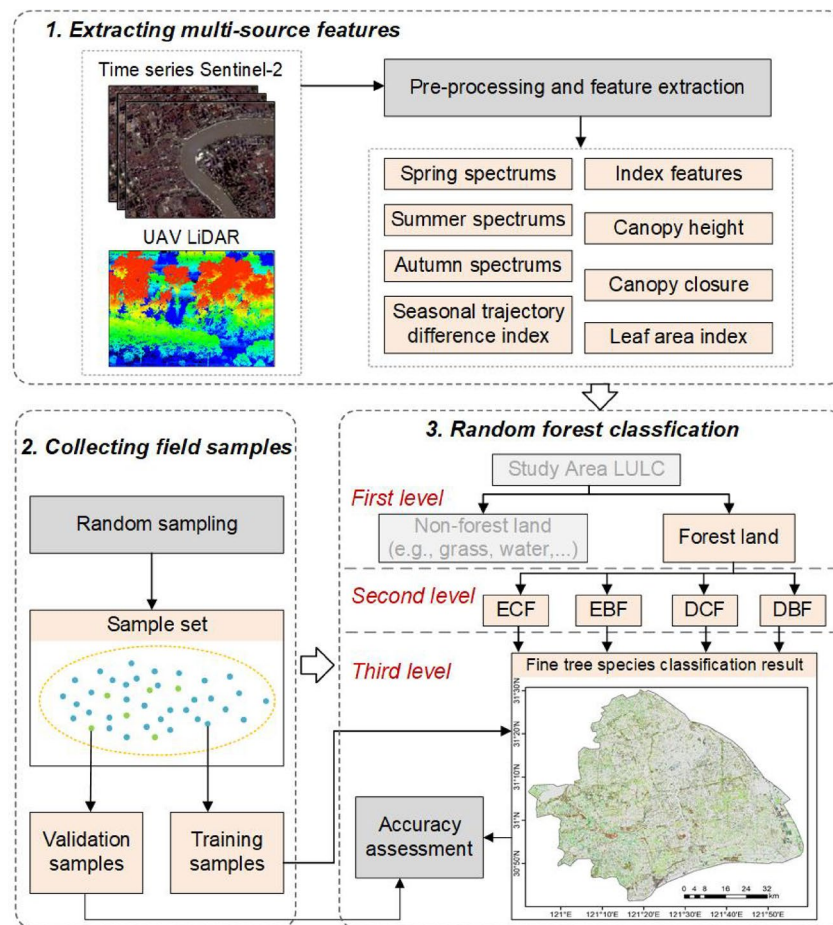 1. Extracting multi-source features
Time series Sentinel-2
UAV LiDAR
Pre-processing and feature extraction
Spring spectrums
Summer spectrums
Autumn spectrums
Seasonal trajectory
difference index
Index features
Canopy height
Canopy closure
Leaf area index
2. Collecting field samples
Random sampling
Sample set
Validation
samples
Training
samples
3. Random forest classfication
Study Area LULC
First level
Non-forest land
(e.g., grass, water,...)
Forest land
Second level
ECF
EBF
DCF
DBF
Third level
Fine tree species classification result
31°30'N
31°20'N
31°10'N
31°N
30°50'N
0 4 8 16 24 32
km
121°E
121°10'E
121°20'E
121°30'E
121°40'E
121°50'E
Accuracy
assessment